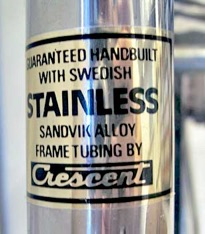 GUARANTEED HANDBUILT
WITH SWEDISH
STAINLESS
SANDVIK ALLOY
FRAME TUBING BY
Crescent